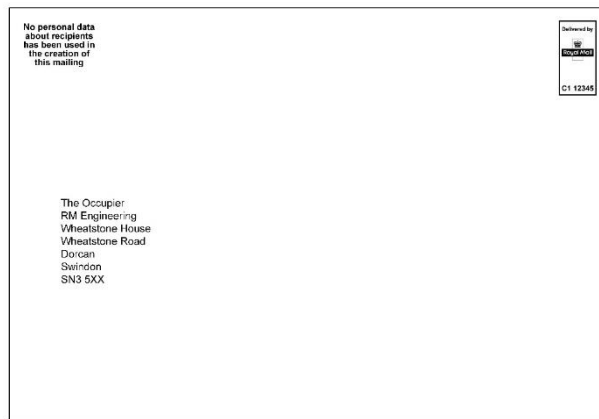 No personal data
about recipients
has been used in
the creation of
this mailing
Delivered by
Royal Mail
C1 12345
The Occupier
RM Engineering
Wheatstone House
Wheatstone Road
Dorcan
Swindon
SN3 5XX